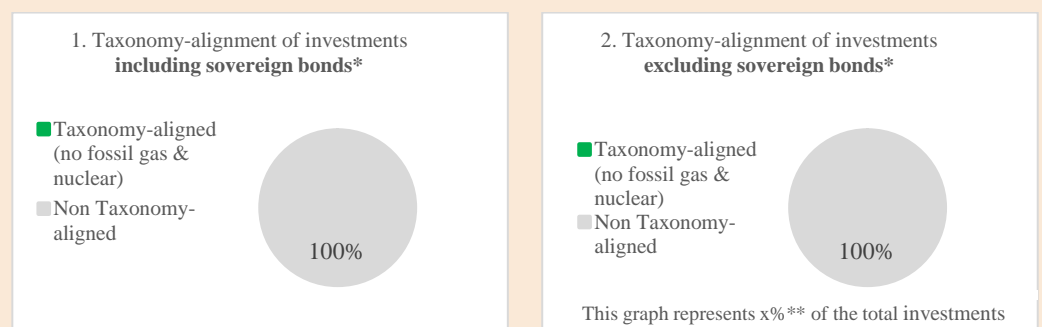 1. Taxonomy-alignment of investments
including sovereign bonds*
Taxonomy-aligned
(no fossil gas &
nuclear)
Non Taxonomy-
aligned
100%
2. Taxonomy-alignment of investments
excluding sovereign bonds*
Taxonomy-aligned
(no fossil gas &
nuclear)
Non Taxonomy-
aligned
100%
This graph represents x%** of the total investments